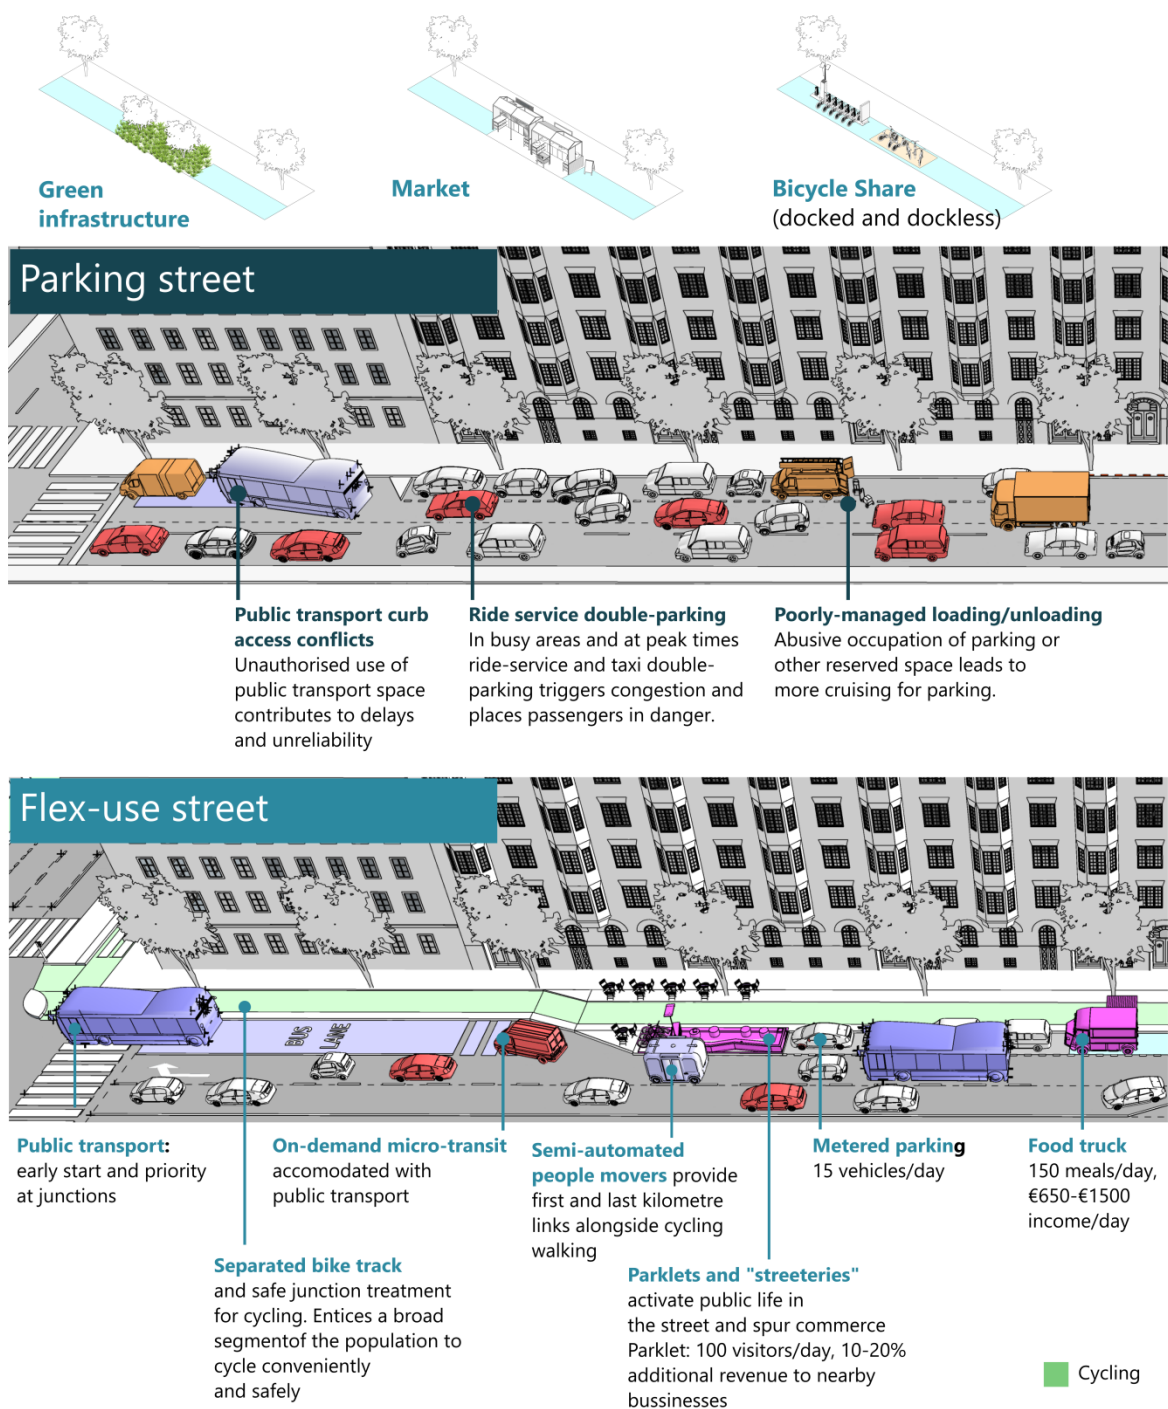 Green
infrastructure
Market
Bicycle Share
(docked and dockless)
Parking street
Public transport curb
access conflicts
Unauthorised use of
public transport space
contributes to delays
and unreliability
Ride service double-parking
In busy areas and at peak times
ride-service and taxi double-
parking triggers congestion and
places passengers in danger.
Poorly-managed loading/unloading
Abusive occupation of parking or
other reserved space leads to
more cruising for parking.
Flex-use street
BUS
LANE
Public transport:
early start and priority
at junctions
On-demand micro-transit
accomodated with
public transport
Semi-automated
people movers provide
first and last kilometre
links alongside cycling
walking
Metered parking
15 vehicles/day
Food truck
150 meals/day,
€650-€1500
income/day
Separated bike track
and safe junction treatment
for cycling. Entices a broad
segmentof the population to
cycle conveniently
and safely
Parklets and "streeteries"
activate public life in
the street and spur commerce
Parklet: 100 visitors/day, 10-20%
additional revenue to nearby
bussinesses
Cycling